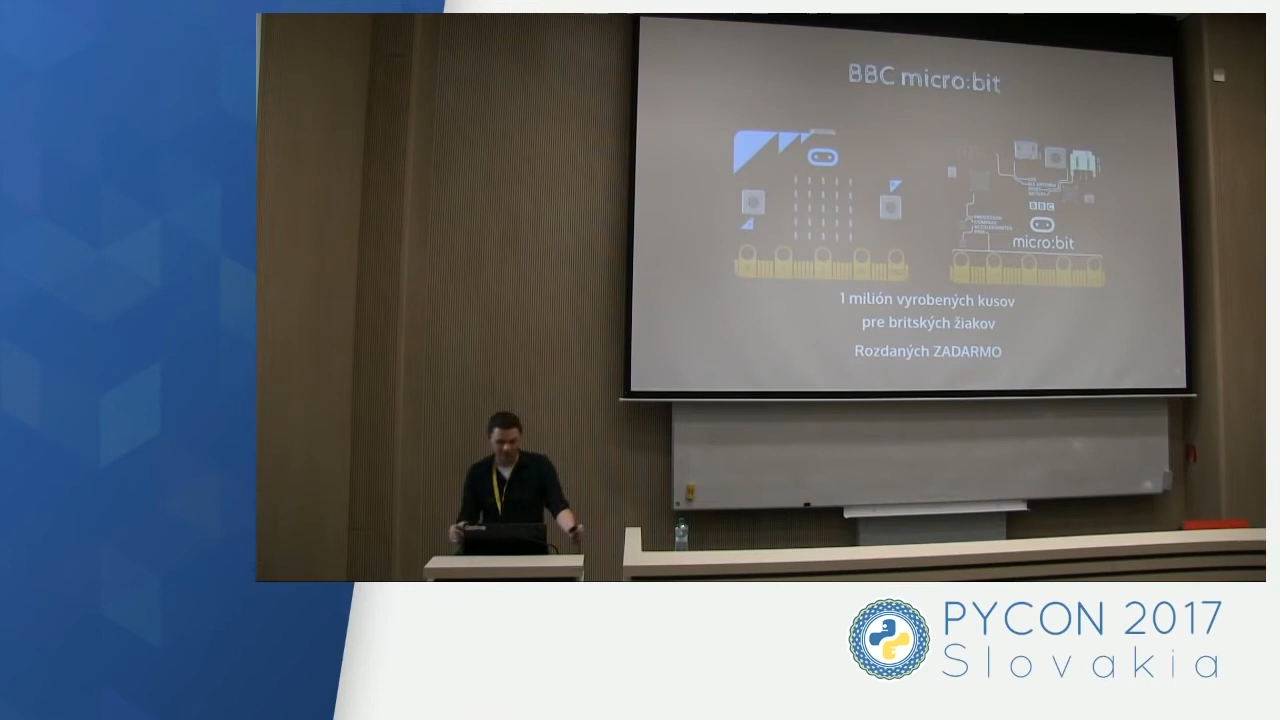 BBC micro:bit
BBC
micro:bit
1 milión vyrobených kusov
pre britských žiakov
Rozdaných ZADARMO
PYCON 2017
Slovakia